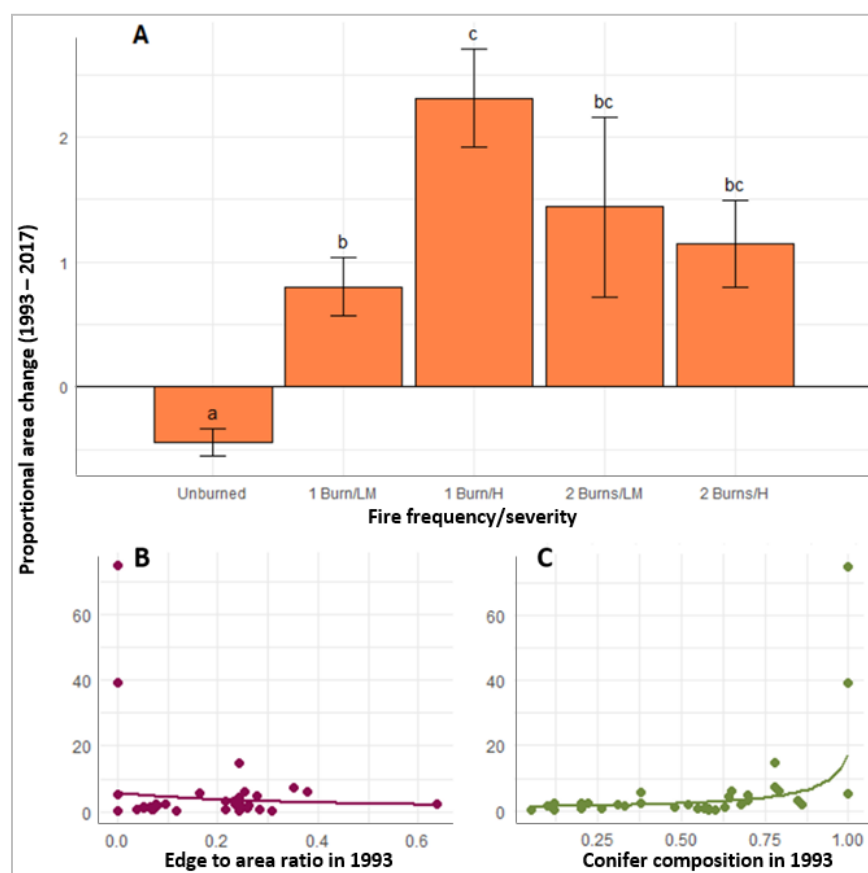 A
c
bc
bc
b
a
2
1
0
Proportional area change (1993 – 2017)
Unburned 1 Burn/LM 1 Burn/H 2 Burns/LM 2 Burns/H
Fire frequency/severity
B
60
40
20
0
0.0 0.2 0.4 0.6
Edge to area ratio in 1993
C
60
40
20
0
0.25 0.50 0.75 1.00
Conifer composition in 1993